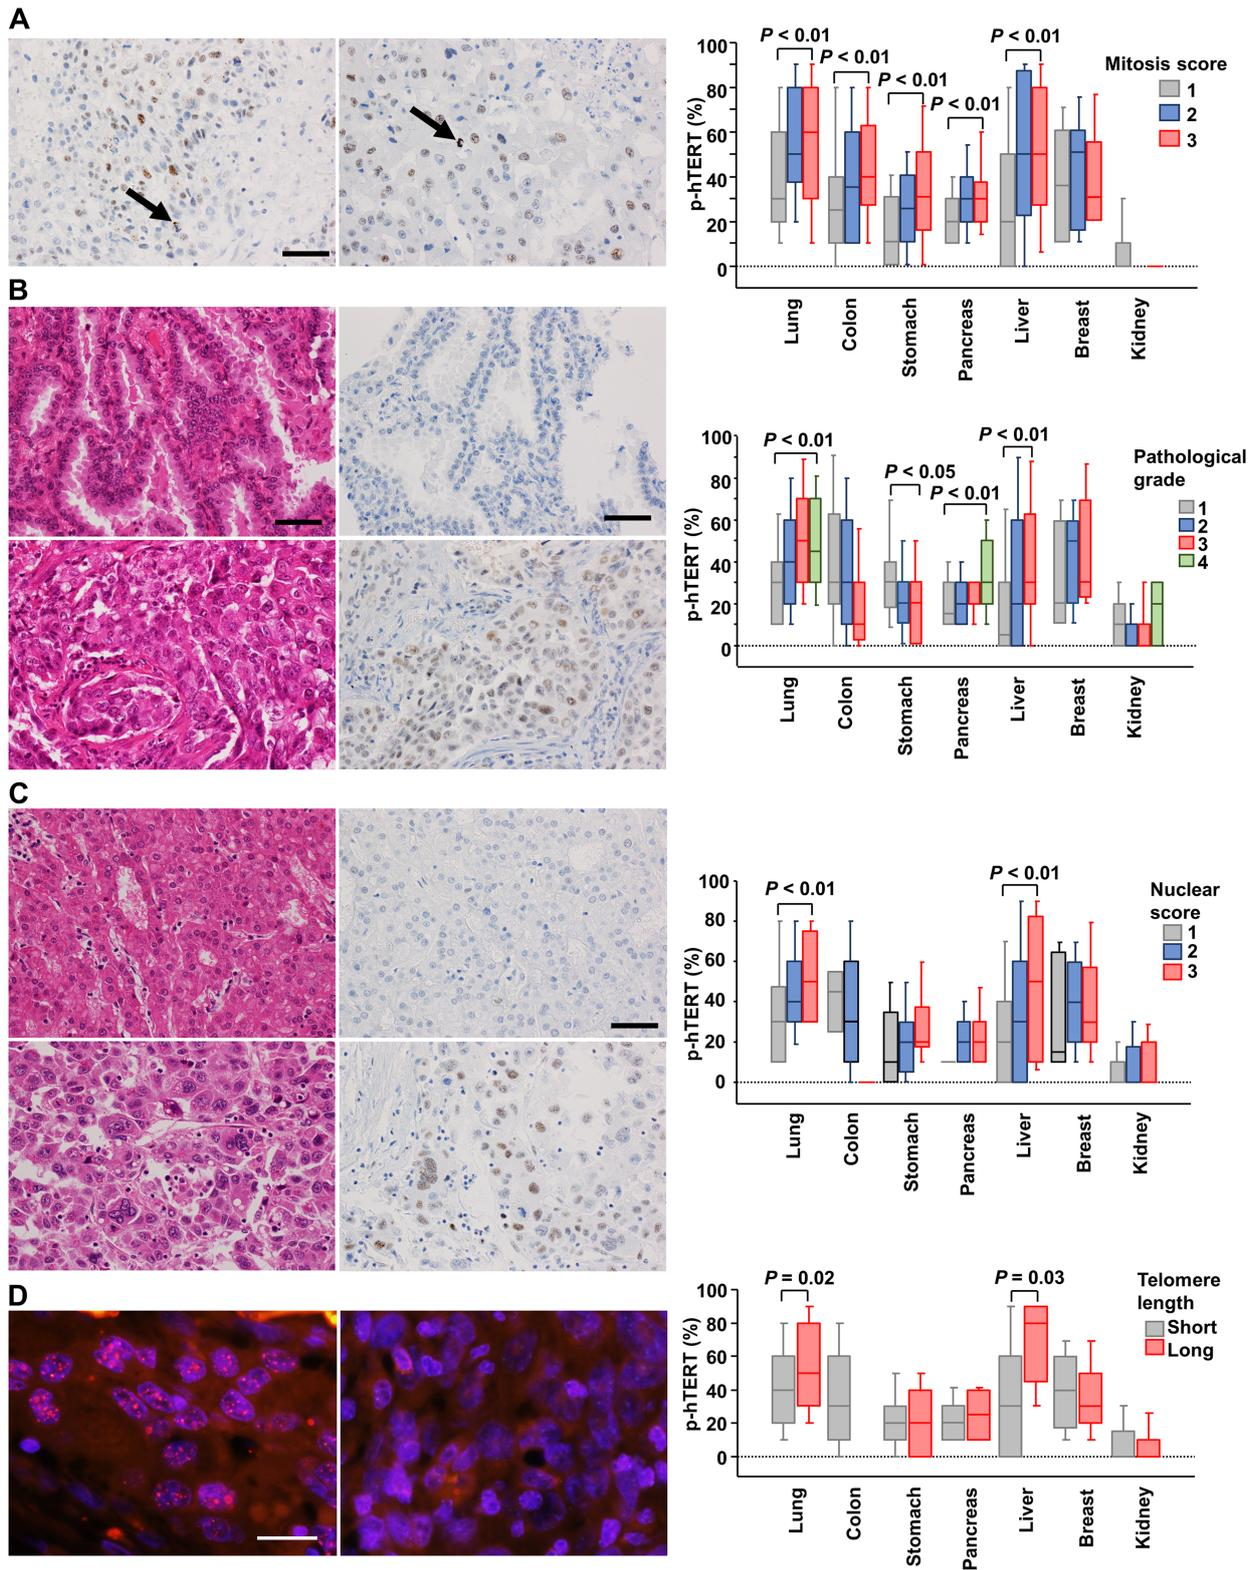 A
P < 0.01
P < 0.01
P < 0.01
P < 0.01
P < 0.01
Mitosis score
1
2
3
p-hTERT (%)
100
80
60
40
20
0
Lung
Colon
Stomach
Pancreas
Liver
Breast
Kidney
B
P < 0.01
P < 0.05
P < 0.01
P < 0.01
Pathological
grade
1
2
3
4
p-hTERT (%)
100
80
60
40
20
0
Lung
Colon
Stomach
Pancreas
Liver
Breast
Kidney
C
P < 0.01
P < 0.01
Nuclear
score
1
2
3
p-hTERT (%)
100
80
60
40
20
0
Lung
Colon
Stomach
Pancreas
Liver
Breast
Kidney
D
P = 0.02
P = 0.03
Telomere
length
Short
Long
p-hTERT (%)
100
80
60
40
20
0
Lung
Colon
Stomach
Pancreas
Liver
Breast
Kidney